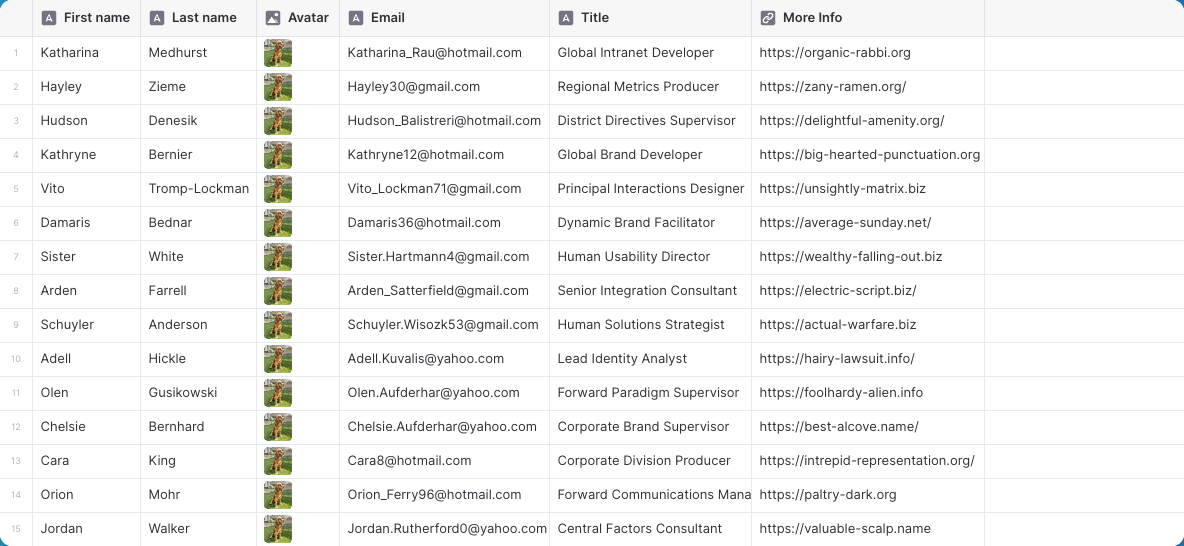 First name Last name Avatar Email Title More Info
1 Katharina Medhurst Katharina_Rau@hotmail.com Global Intranet Developer https://organic-rabbi.org
2 Hayley Zieme Hayley30@gmail.com Regional Metrics Producer https://zany-ramen.org/
3 Hudson Denesik Hudson_Balistreri@hotmail.com District Directives Supervisor https://delightful-amenity.org/
4 Kathryne Bernier Kathryne12@hotmail.com Global Brand Developer https://big-hearted-punctuation.org
5 Vito Tromp-Lockman Vito_Lockman71@gmail.com Principal Interactions Designer https://unsightly-matrix.biz
6 Damaris Bednar Damaris36@hotmail.com Dynamic Brand Facilitator https://average-sunday.net/
7 Sister White Sister.Hartmann4@gmail.com Human Usability Director https://wealthy-falling-out.biz
8 Arden Farrell Arden_Satterfield@gmail.com Senior Integration Consultant https://electric-script.biz/
9 Schuyler Anderson Schuyler.Wisozk53@gmail.com Human Solutions Strategist https://actual-warfare.biz
10 Adell Hickle Adell.Kuvalis@yahoo.com Lead Identity Analyst https://hairy-lawsuit.info/
11 Olen Gusikowski Olen.Aufderhar@yahoo.com Forward Paradigm Supervisor https://foolhardy-alien.info
12 Chelsie Bernhard Chelsie.Aufderhar@yahoo.com Corporate Brand Supervisor https://best-alcove.name/
13 Cara King Cara8@hotmail.com Corporate Division Producer https://intrepid-representation.org/
14 Orion Mohr Orion_Ferry96@hotmail.com Forward Communications Mana https://paltry-dark.org
15 Jordan Walker Jordan.Rutherford0@yahoo.com Central Factors Consultant https://valuable-scalp.name